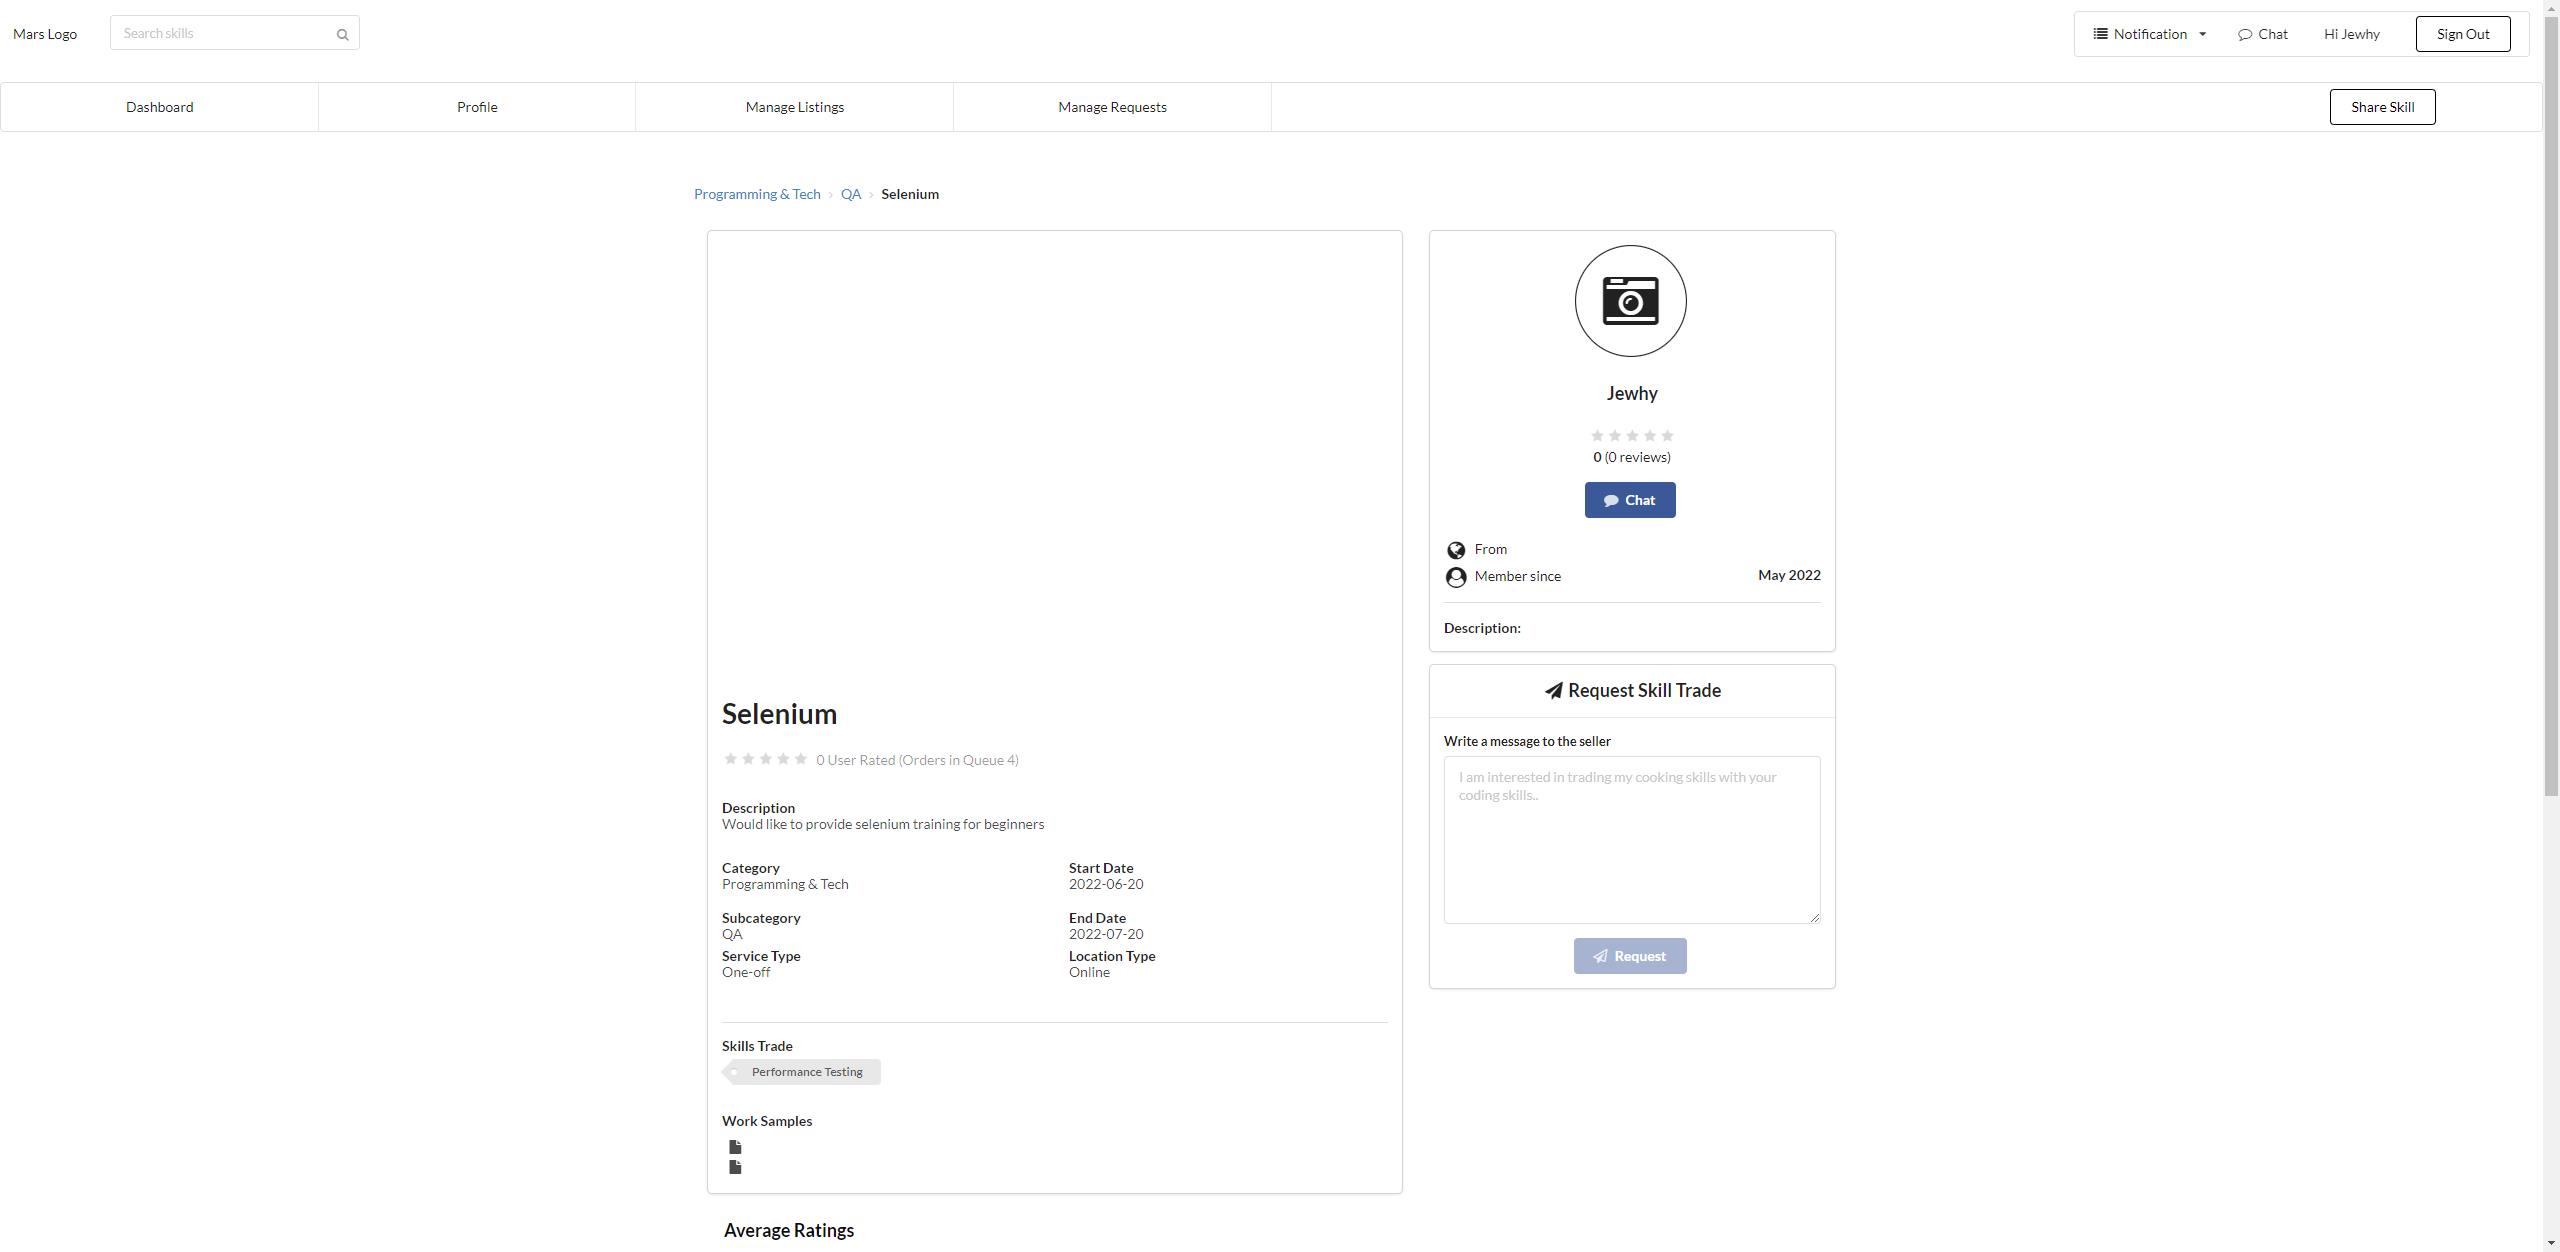 Mars Logo
Search skills
Notification
Chat
Hi Jewhy
Sign Out
Dashboard
Profile
Manage Listings
Manage Requests
Share Skill
Programming & Tech › QA › Selenium
Selenium
0 User Rated (Orders in Queue 4)
Description
Would like to provide selenium training for beginners
Category
Programming & Tech
Start Date
2022-06-20
Subcategory
QA
End Date
2022-07-20
Service Type
One-off
Location Type
Online
Skills Trade
Performance Testing
Work Samples
Average Ratings
Jewhy
0 (0 reviews)
Chat
From
Member since May 2022
Description:
Request Skill Trade
Write a message to the seller
I am interested in trading my cooking skills with your
coding skills..
Request